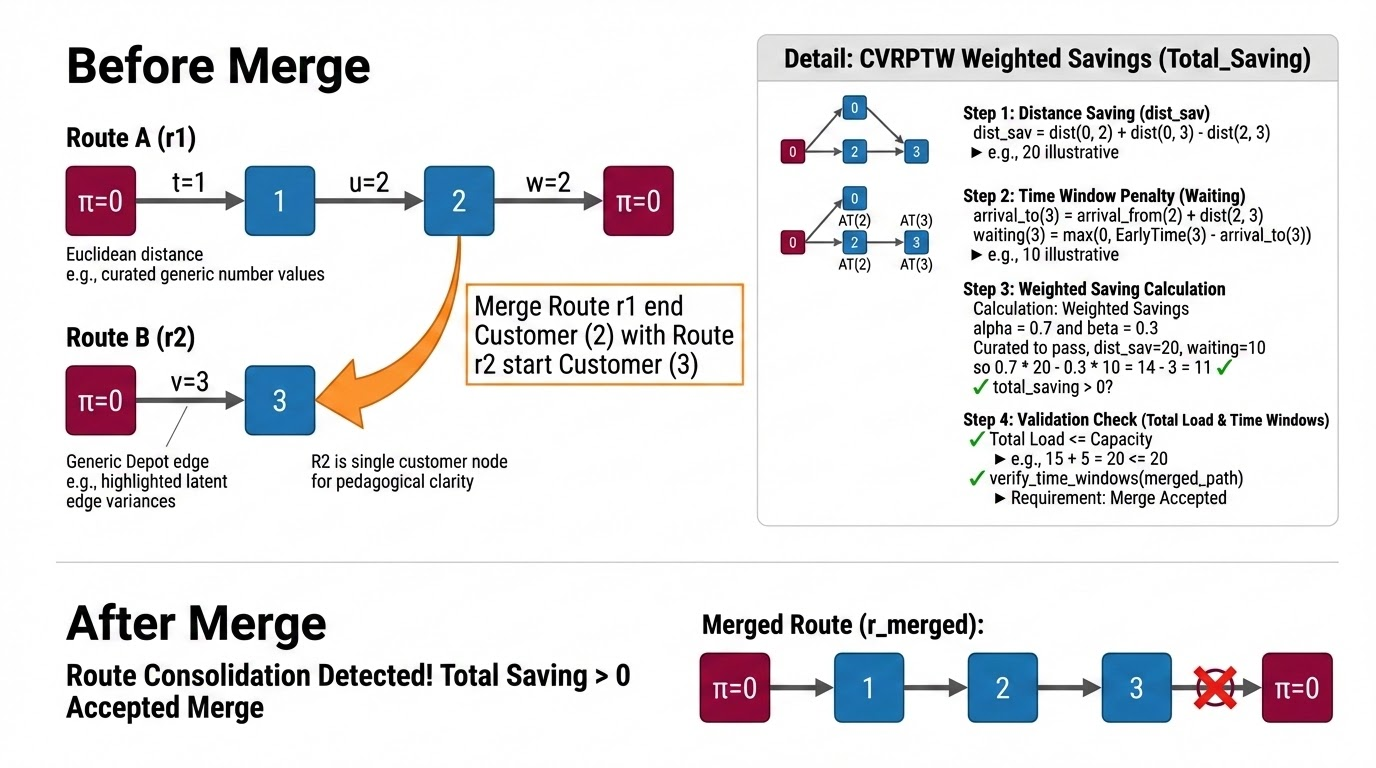 Before Merge
Route A (r1)
π=0
t=1
1
u=2
2
w=2
π=0
Euclidean distance
e.g., curated generic number values
Merge Route r1 end
Customer (2) with Route
r2 start Customer (3)
Route B (r2)
π=0
v=3
3
Generic Depot edge
e.g., highlighted latent
edge variances
R2 is single customer node
for pedagogical clarity
Detail: CVRPTW Weighted Savings (Total_Saving)
0
0
2
3
0
AT(2)
AT(3)
0
2
3
AT(2)
AT(3)
Step 1: Distance Saving (dist_sav)
dist_sav = dist(0, 2) + dist(0, 3) - dist(2, 3)
► e.g., 20 illustrative
Step 2: Time Window Penalty (Waiting)
arrival_to(3) = arrival_from(2) + dist(2, 3)
waiting(3) = max(0, EarlyTime(3) - arrival_to(3))
► e.g., 10 illustrative
Step 3: Weighted Saving Calculation
Calculation: Weighted Savings
alpha = 0.7 and beta = 0.3
Curated to pass, dist_sav=20, waiting=10
so 0.7 * 20 - 0.3 * 10 = 14 - 3 = 11 ✓
✓ total_saving > 0?
Step 4: Validation Check (Total Load & Time Windows)
✓ Total Load <= Capacity
► e.g., 15 + 5 = 20 <= 20
✓ verify_time_windows(merged_path)
► Requirement: Merge Accepted
After Merge
Route Consolidation Detected! Total Saving > 0
Accepted Merge
Merged Route (r_merged):
π=0
1
2
3
π=0